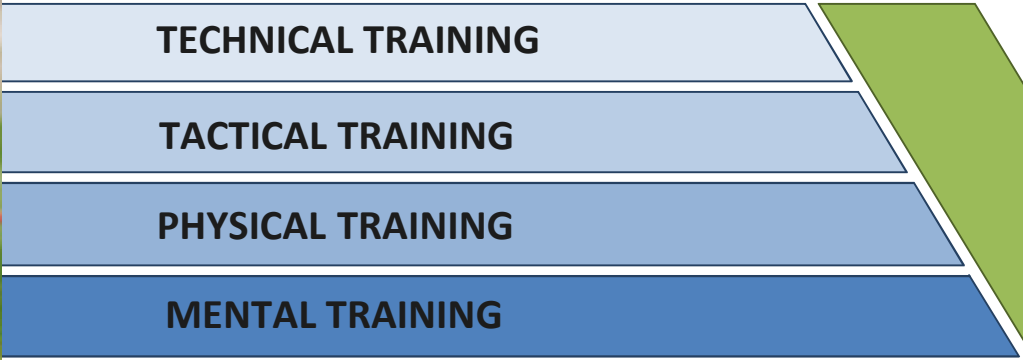 TECHNICAL TRAINING
TACTICAL TRAINING
PHYSICAL TRAINING
MENTAL TRAINING